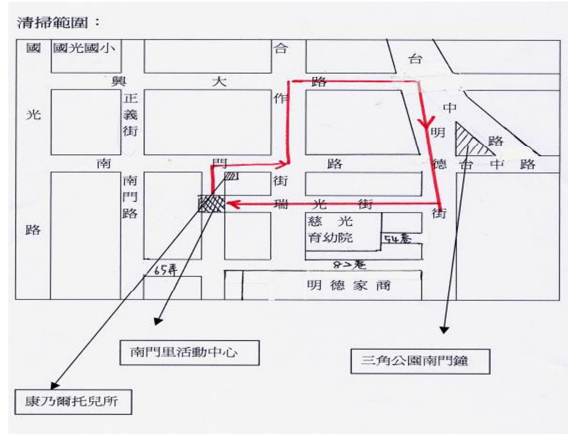 清掃範圍：
國光路
國光國小
合作街
台中路
興大路
正義街
明德街
南門路
台中路
南門路
瑞光街
慈光
育幼院
54巷
65弄
82巷
明德家商
南門里活動中心
三角公園南門鐘
康乃爾托兒所